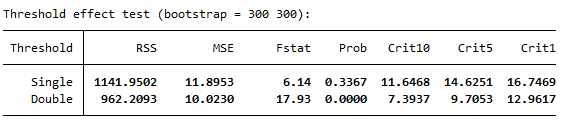 Threshold effect test (bootstrap = 300 300):
Threshold RSS MSE Fstat Prob Crit10 Crit5 Crit1
Single 1141.9502 11.8953 6.14 0.3367 11.6468 14.6251 16.7469
Double 962.2093 10.0230 17.93 0.0000 7.3937 9.7053 12.9617